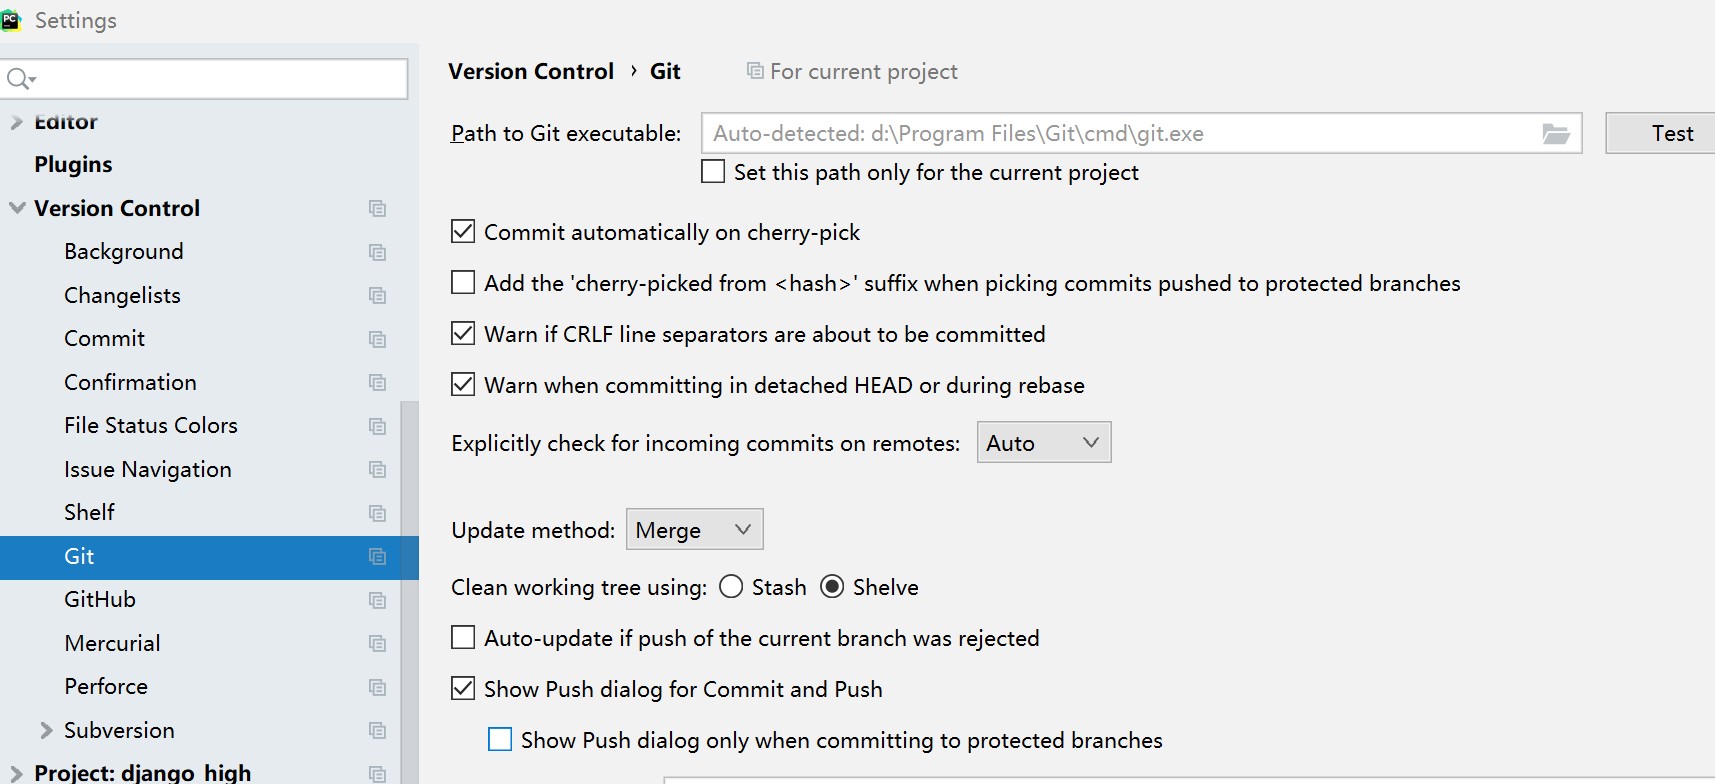 Settings
Version Control › Git For current project
Editor
Plugins
Version Control
Background
Changelists
Commit
Confirmation
File Status Colors
Issue Navigation
Shelf
Git
GitHub
Mercurial
Perforce
Subversion
Project: django_high
Path to Git executable: Auto-detected: d:\Program Files\Git\cmd\git.exe Test
Set this path only for the current project
Commit automatically on cherry-pick
Add the 'cherry-picked from <hash>' suffix when picking commits pushed to protected branches
Warn if CRLF line separators are about to be committed
Warn when committing in detached HEAD or during rebase
Explicitly check for incoming commits on remotes: Auto
Update method: Merge
Clean working tree using: Stash Shelve
Auto-update if push of the current branch was rejected
Show Push dialog for Commit and Push
Show Push dialog only when committing to protected branches